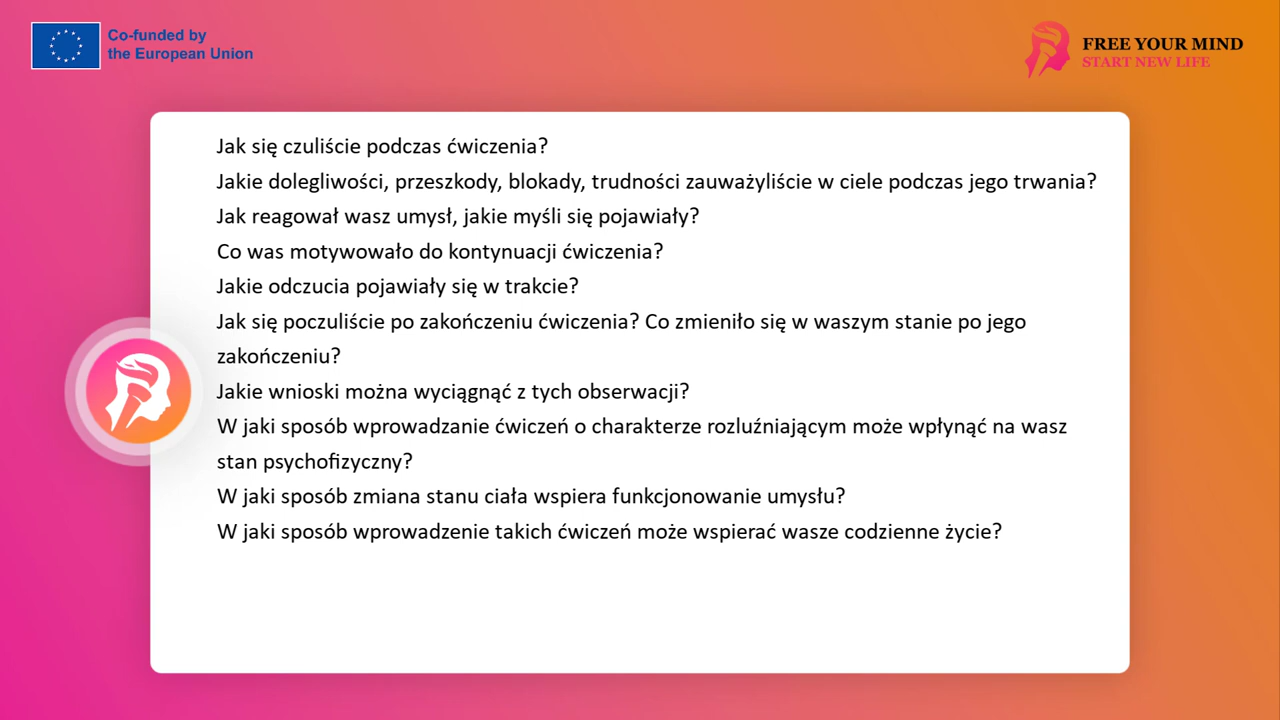 Co-funded by
the European Union
FREE YOUR MIND
START NEW LIFE
Jak się czuliście podczas ćwiczenia?
Jakie dolegliwości, przeszkody, blokady, trudności zauważyliście w ciele podczas jego trwania?
Jak reagował wasz umysł, jakie myśli się pojawiały?
Co was motywowało do kontynuacji ćwiczenia?
Jakie odczucia pojawiały się w trakcie?
Jak się poczuliście po zakończeniu ćwiczenia? Co zmieniło się w waszym stanie po jego
zakończeniu?
Jakie wnioski można wyciągnąć z tych obserwacji?
W jaki sposób wprowadzanie ćwiczeń o charakterze rozluźniającym może wpłynąć na wasz
stan psychofizyczny?
W jaki sposób zmiana stanu ciała wspiera funkcjonowanie umysłu?
W jaki sposób wprowadzenie takich ćwiczeń może wspierać wasze codzienne życie?